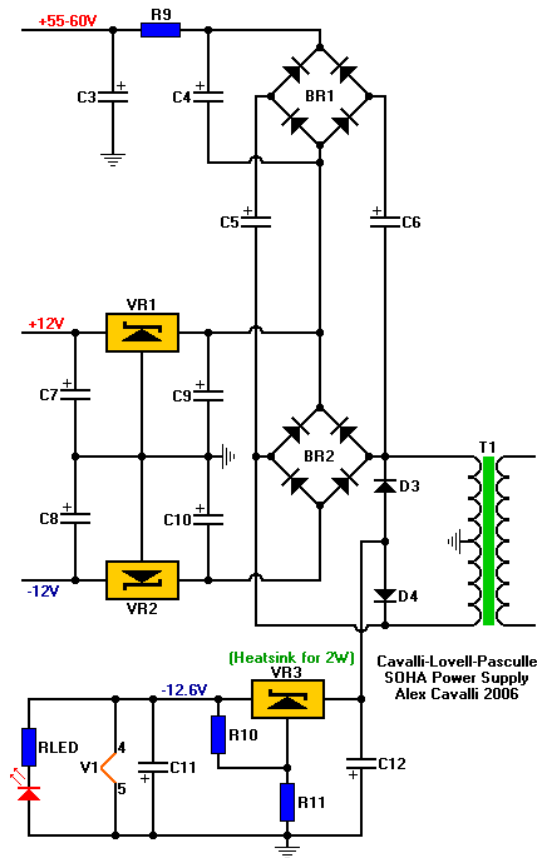 +55-60V
R9
C3
C4
BR1
C5
C6
VR1
+12V
C7
C9
T1
BR2
D3
C8
C10
-12V
VR2
D4
(Heatsink for 2W)
Cavalli-Lovell-Pasculle
SOHA Power Supply
Alex Cavalli 2006
VR3
-12.6V
R10
RLED
V1
4
5
C11
C12
R11